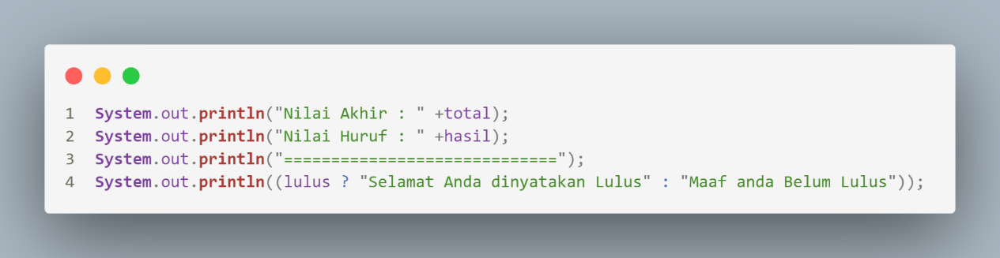 1 System.out.println("Nilai Akhir : " +total);
2 System.out.println("Nilai Huruf : " +hasil);
3 System.out.println("=============================");
4 System.out.println((lulus ? "Selamat Anda dinyatakan Lulus" : "Maaf anda Belum Lulus"));